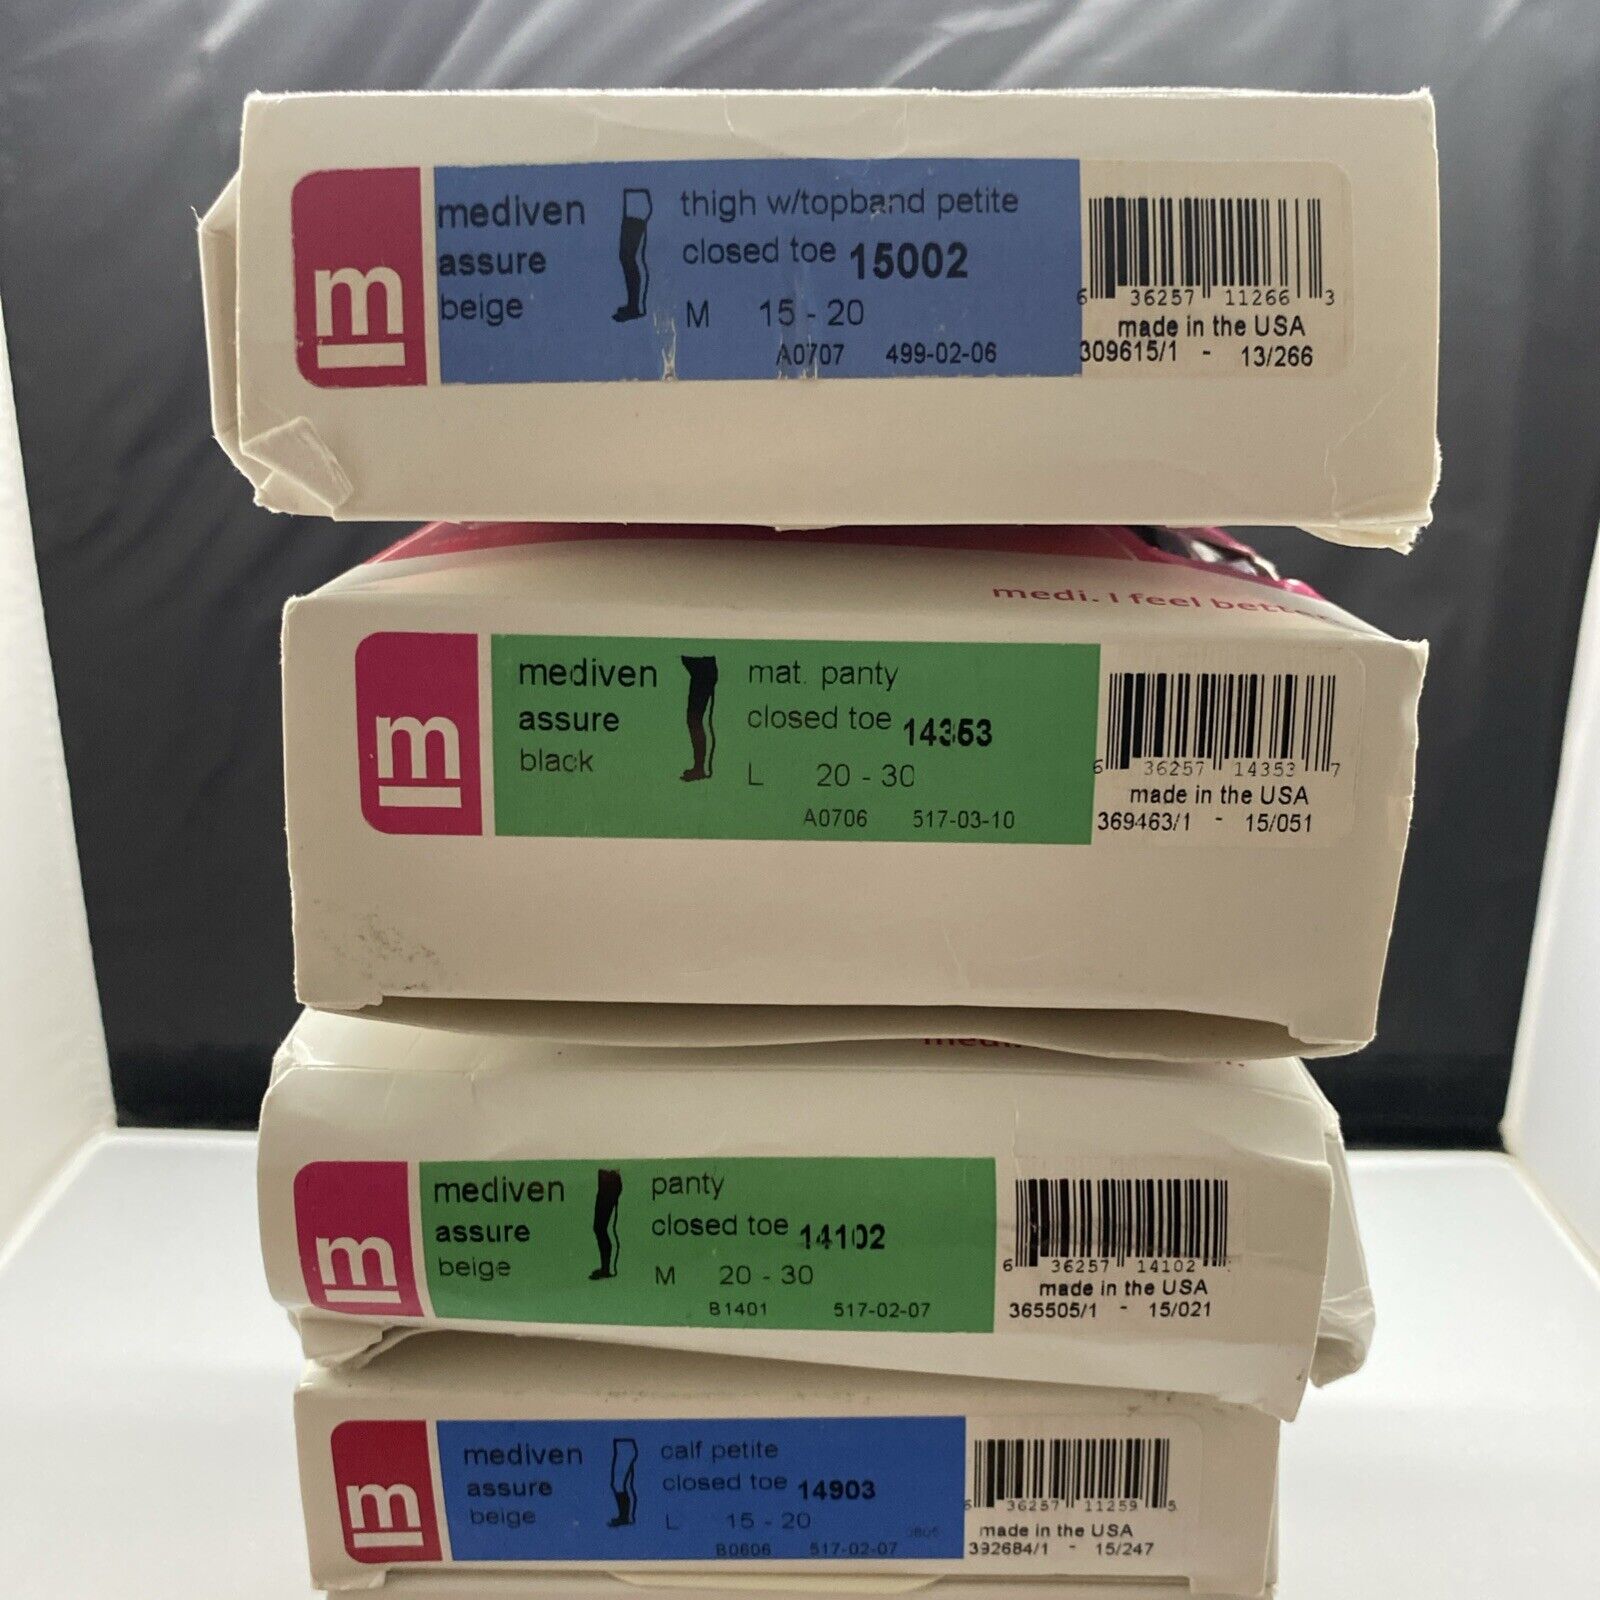 m
mediven
assure
beige
thigh w/topband petite
closed toe 15002
M 15 - 20
A0707 499-02-06
6 36257 11266 3
made in the USA
309615/1 - 13/266
medi. I feel better
m
mediven
assure
black
mat. panty
closed toe 14353
L 20 - 30
A0706 517-03-10
6 36257 14353 7
made in the USA
369463/1 - 15/051
m
mediven
assure
beige
panty
closed toe 14102
M 20 - 30
B1401 517-02-07
6 36257 14102
made in the USA
365505/1 - 15/021
m
mediven
assure
beige
calf petite
closed toe 14903
L 15 - 20
B0606 517-02-07
6 36257 11259 5
made in the USA
392684/1 - 15/247